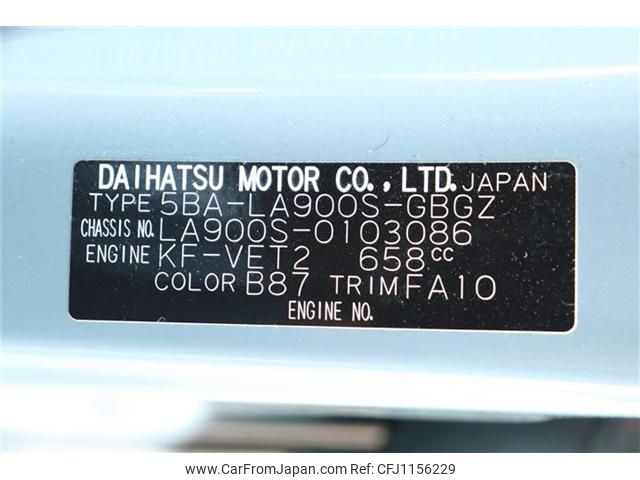 DAIHATSU MOTOR CO., LTD. JAPAN
TYPE 5BA-LA900S-GBGZ
CHASSIS NO. LA900S-0103086
ENGINE KF-VET2 658cc
COLOR B87 TRIM FA10
ENGINE NO.
© www.CarFromJapan.com - REF NO: CFJ1156229